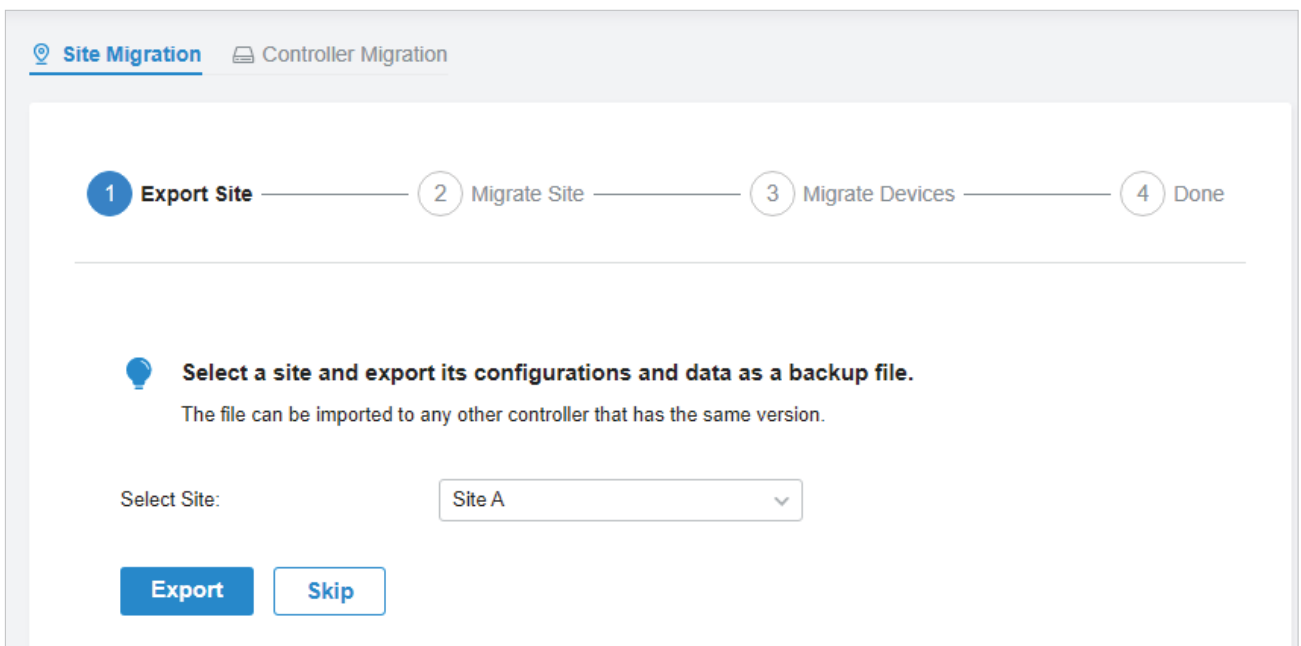 Site Migration Controller Migration
1 Export Site 2 Migrate Site 3 Migrate Devices 4 Done
Select a site and export its configurations and data as a backup file.
The file can be imported to any other controller that has the same version.
Select Site: Site A
Export Skip